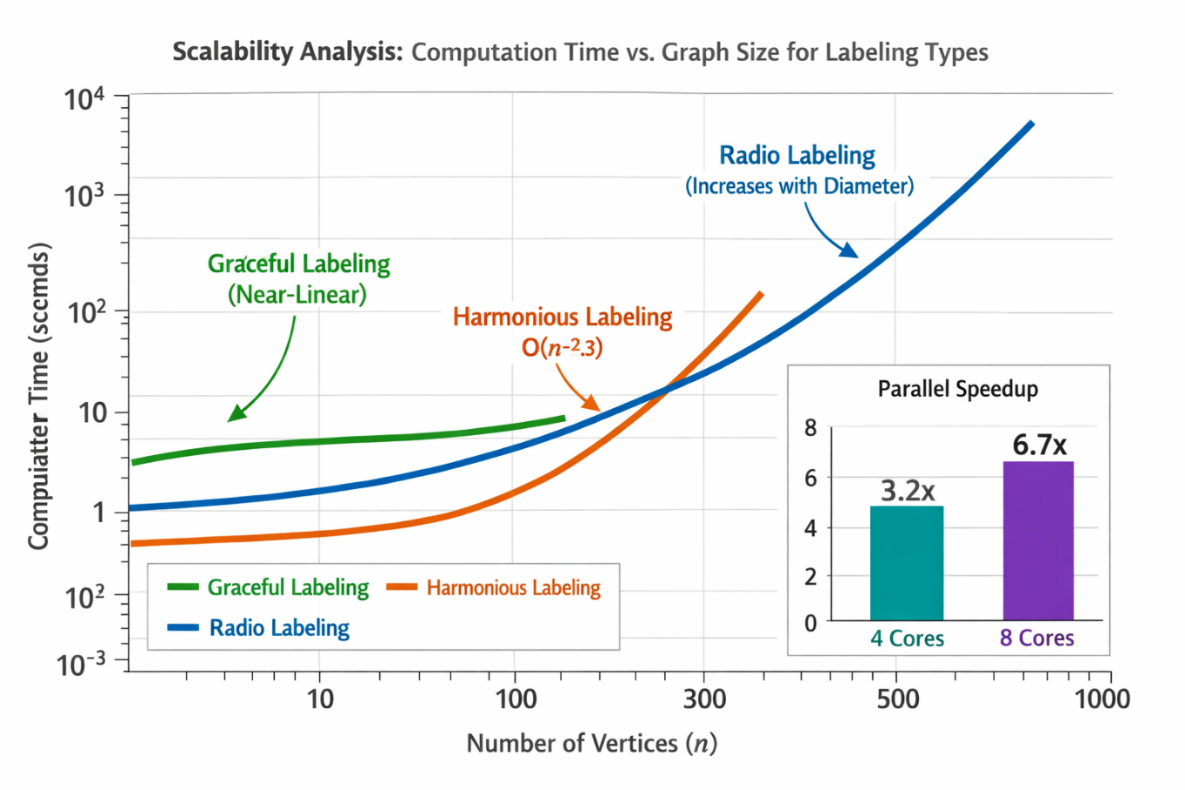 Scalability Analysis: Computation Time vs. Graph Size for Labeling Types
Compuiatter Time (sccmds)
10⁴
10³
10²
10
1
10²
10⁻³
Graceful Labeling
(Near-Linear)
Harmonious Labeling
O(n⁻².3)
Radio Labeling
(Increases with Diameter)
Graceful Labeling
Harmonious Labeling
Radio Labeling
Parallel Speedup
8
6
4
2
0
3.2x
6.7x
4 Cores
8 Cores
10
100
300
500
1000
Number of Vertices (n)